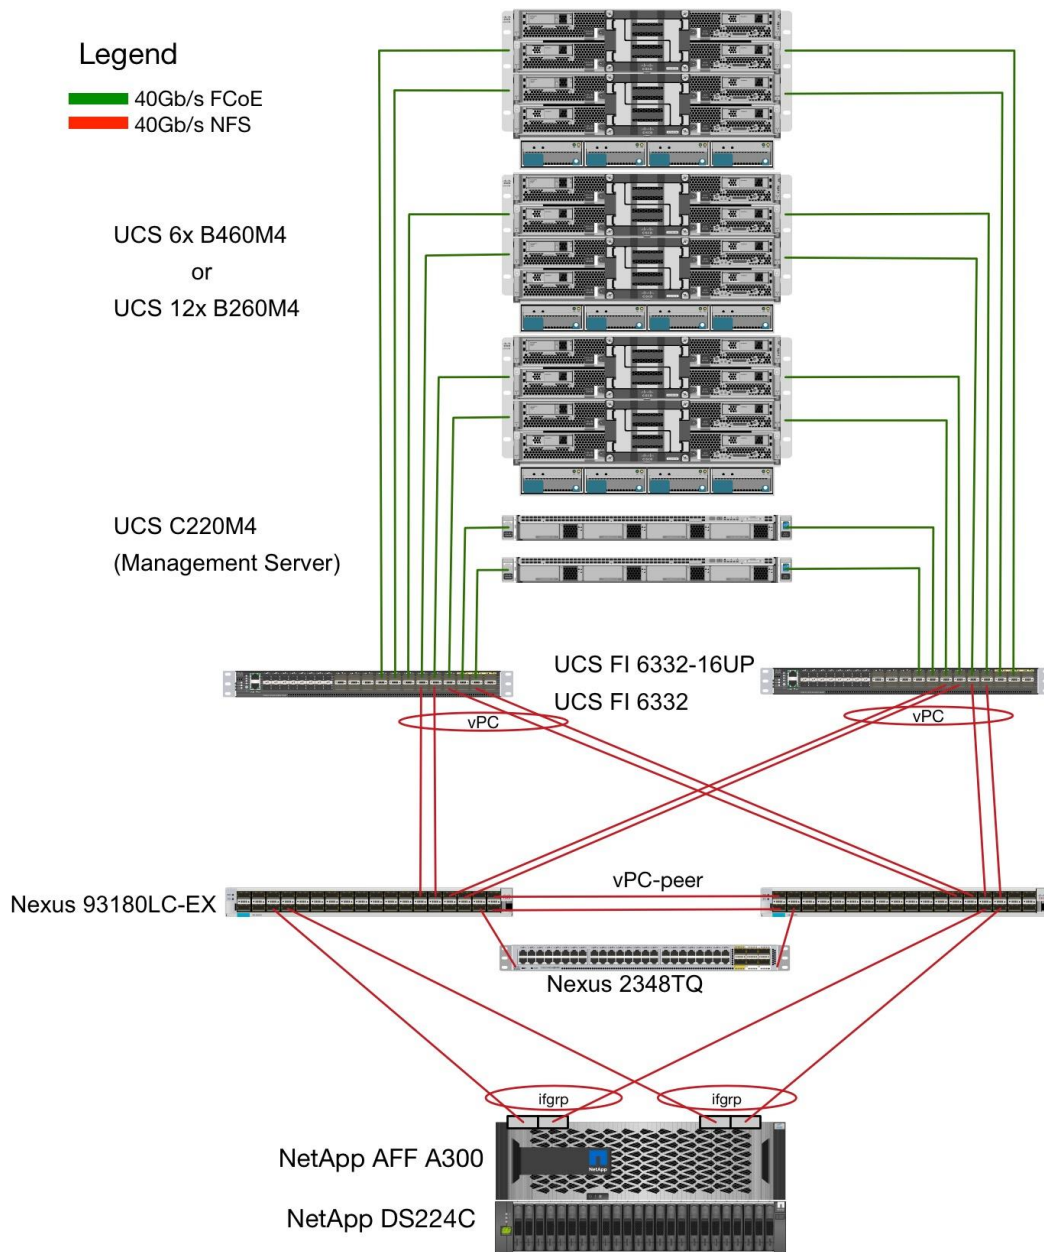 Legend
40Gb/s FCoE
40Gb/s NFS
UCS 6x B460M4
or
UCS 12x B260M4
UCS C220M4
(Management Server)
UCS FI 6332-16UP
UCS FI 6332
vPC
vPC
vPC-peer
Nexus 93180LC-EX
Nexus 2348TQ
ifgrp
ifgrp
NetApp AFF A300
NetApp
NetApp DS224C